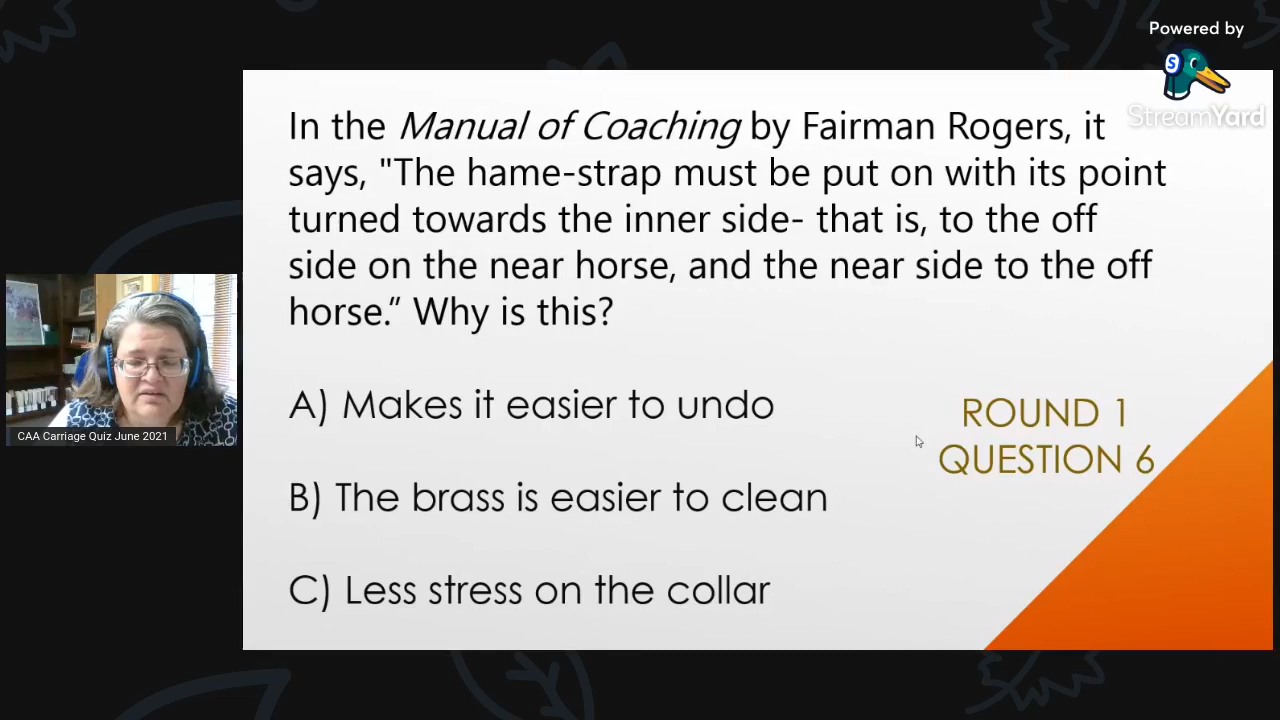 Powered by
StreamYard
In the Manual of Coaching by Fairman Rogers, it
says, "The hame-strap must be put on with its point
turned towards the inner side- that is, to the off
side on the near horse, and the near side to the off
horse.” Why is this?
A) Makes it easier to undo
B) The brass is easier to clean
C) Less stress on the collar
ROUND 1
QUESTION 6
CAA Carriage Quiz June 2021